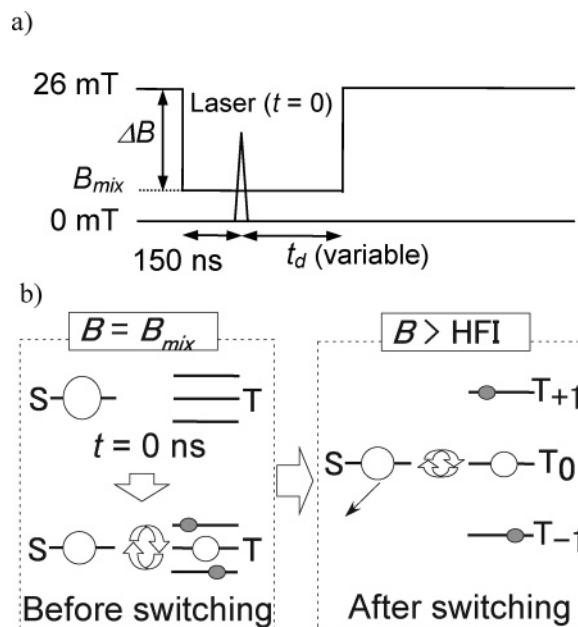 a)
26 mT
Laser (t = 0)
ΔB
B_mix
0 mT
150 ns
t_d (variable)
b)
B = B_mix
B > HFI
S T
t = 0 ns
T+1
S T0
S T
T−1
Before switching
After switching